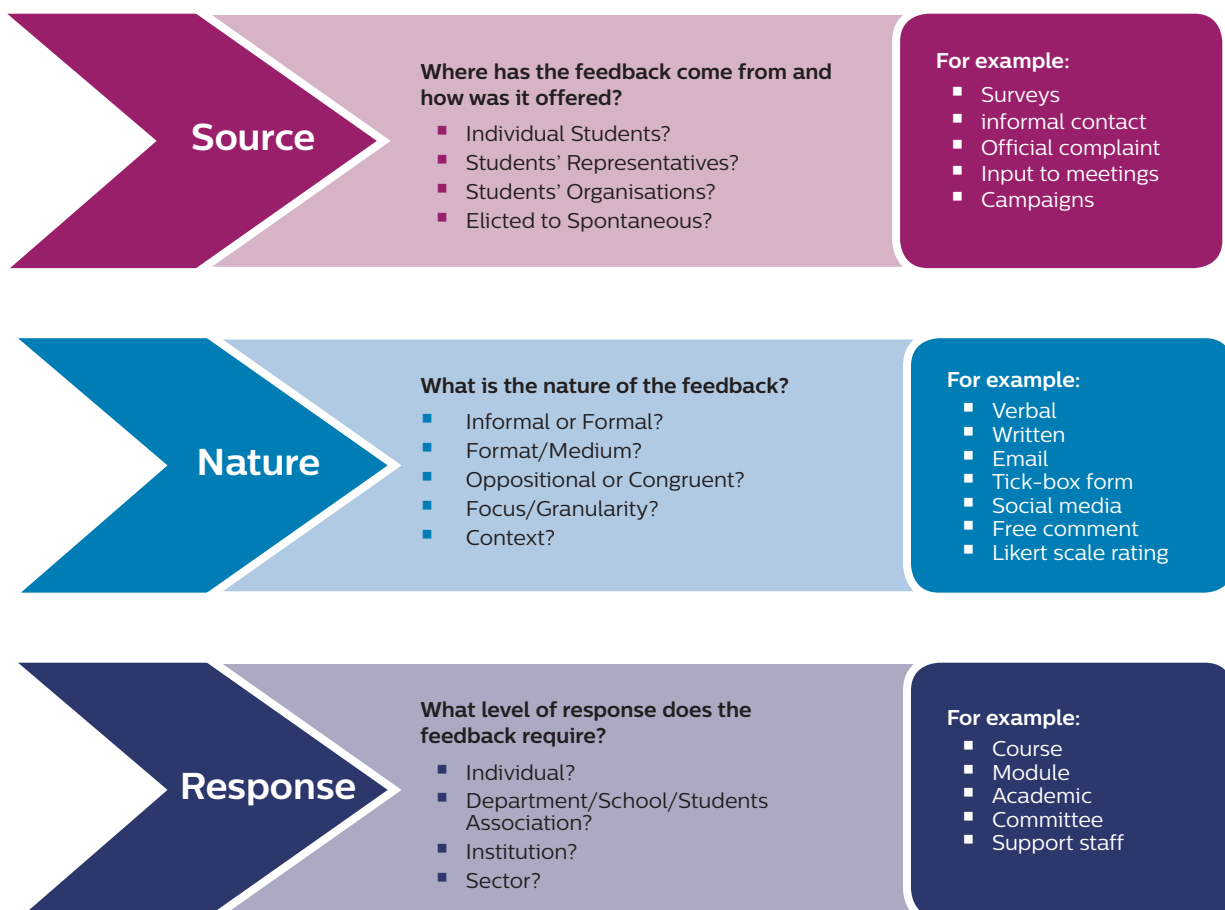 Source
Where has the feedback come from and
how was it offered?
Individual Students?
Students’ Representatives?
Students’ Organisations?
Elicted to Spontaneous?
For example:
Surveys
informal contact
Official complaint
Input to meetings
Campaigns
Nature
What is the nature of the feedback?
Informal or Formal?
Format/Medium?
Oppositional or Congruent?
Focus/Granularity?
Context?
For example:
Verbal
Written
Email
Tick-box form
Social media
Free comment
Likert scale rating
Response
What level of response does the
feedback require?
Individual?
Department/School/Students
Association?
Institution?
Sector?
For example:
Course
Module
Academic
Committee
Support staff